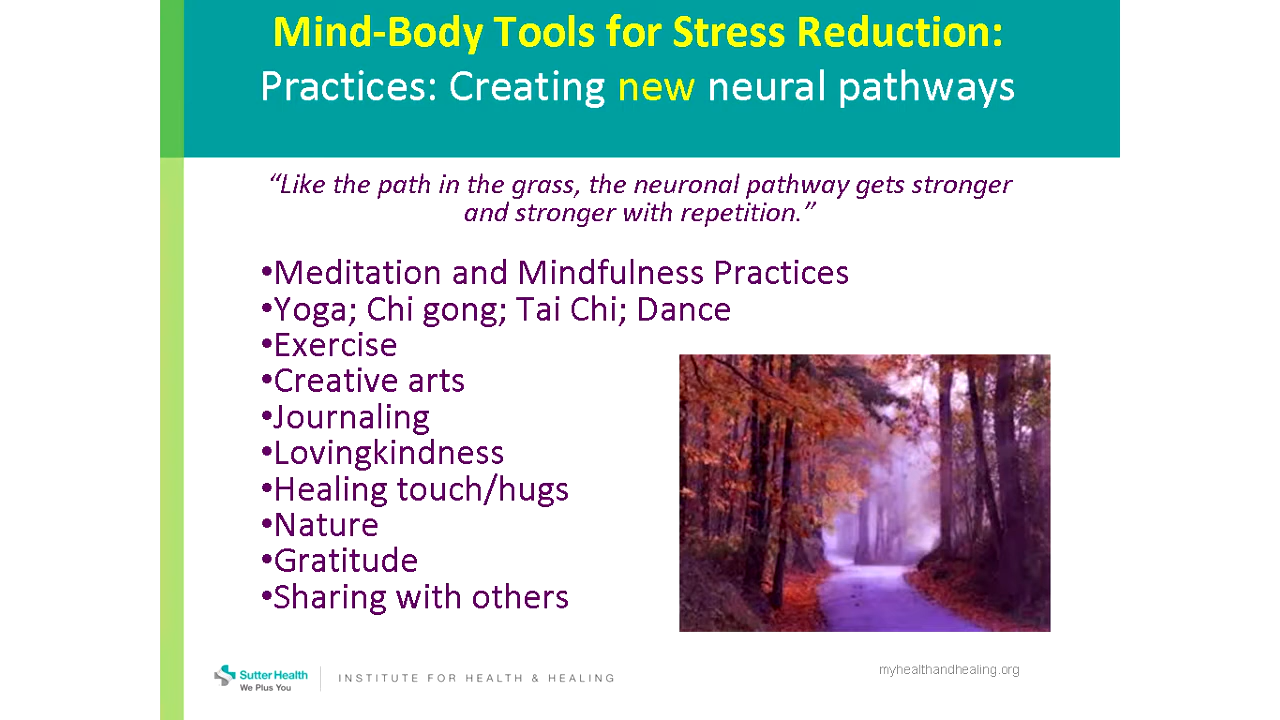 Mind-Body Tools for Stress Reduction:
Practices: Creating new neural pathways
“Like the path in the grass, the neuronal pathway gets stronger
and stronger with repetition.”
•Meditation and Mindfulness Practices
•Yoga; Chi gong; Tai Chi; Dance
•Exercise
•Creative arts
•Journaling
•Lovingkindness
•Healing touch/hugs
•Nature
•Gratitude
•Sharing with others
Sutter Health
We Plus You
INSTITUTE FOR HEALTH & HEALING
myhealthandhealing.org